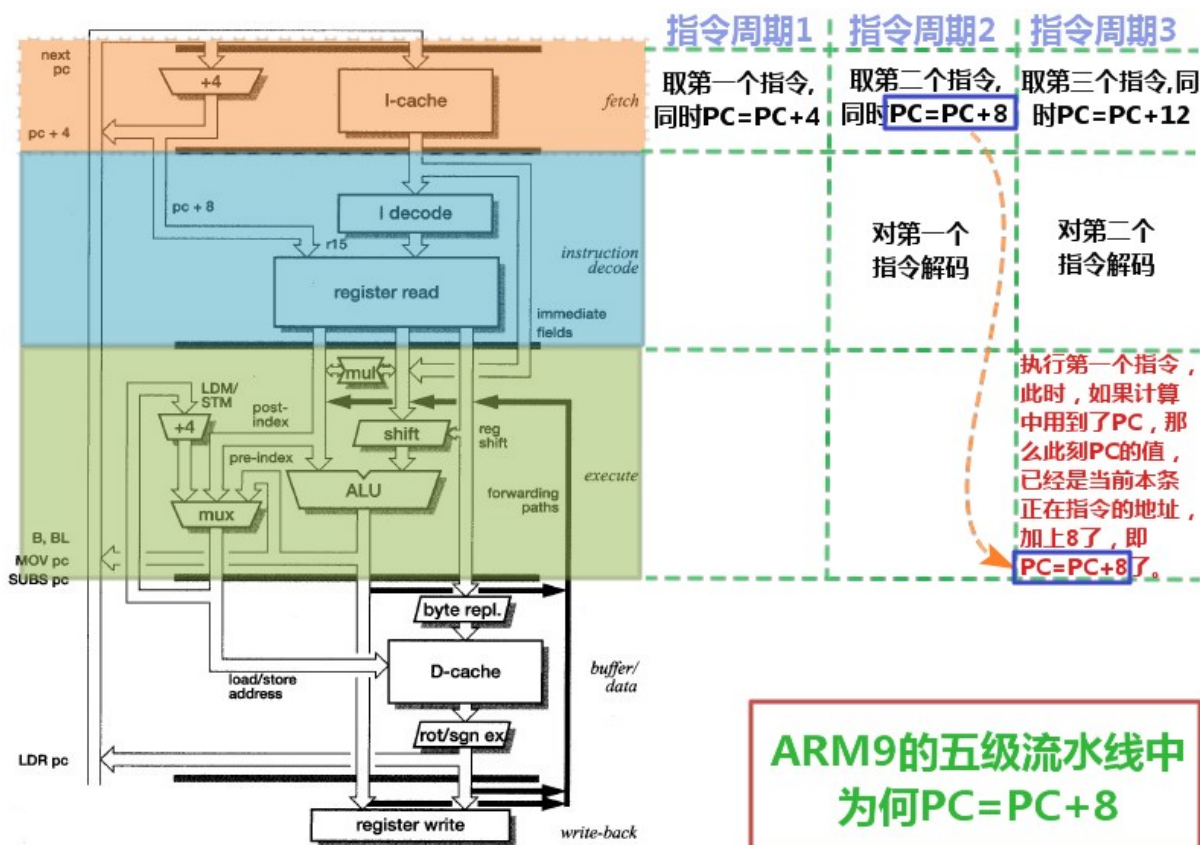 next
pc
+4
I-cache
fetch
pc + 4
pc + 8
I decode
r15
instruction
decode
register read
immediate
fields
mul
LDM/
STM
post-
index
+4
shift
reg
shift
pre-index
ALU
execute
mux
forwarding
paths
B, BL
MOV pc
SUBS pc
byte repl.
D-cache
buffer/
data
load/store
address
rot/sgn ex
LDR pc
register write
write-back
指令周期1
指令周期2
指令周期3
取第一个指令,
同时PC=PC+4
取第二个指令,
同时PC=PC+8
取第三个指令,同
时PC=PC+12
对第一个
指令解码
对第二个
指令解码
执行第一个指令，
此时，如果计算
中用到了PC，那
么此刻PC的值，
已经是当前本条
正在指令的地址，
加上8了，即
PC=PC+8了。
ARM9的五级流水线中
为何PC=PC+8